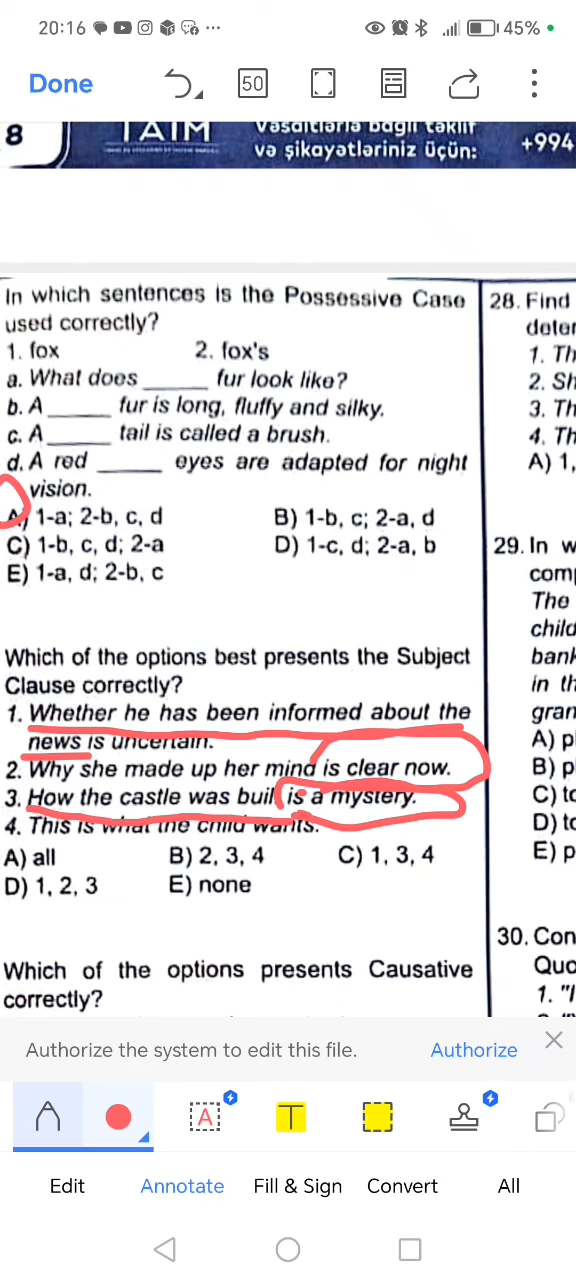 20:16 45%
Done 50
8 TAIM Vəsaitlərlə bağlı təklif
və şikayətləriniz üçün: +994
In which sentences is the Possessive Case
used correctly?
1. fox 2. fox's
a. What does ______ fur look like?
b. A ______ fur is long, fluffy and silky.
c. A ______ tail is called a brush.
d. A red ______ eyes are adapted for night
vision.
A) 1-a; 2-b, c, d B) 1-b, c; 2-a, d
C) 1-b, c, d; 2-a D) 1-c, d; 2-a, b
E) 1-a, d; 2-b, c
Which of the options best presents the Subject
Clause correctly?
1. Whether he has been informed about the
news is uncertain.
2. Why she made up her mind is clear now.
3. How the castle was built is a mystery.
4. This is what the child wants.
A) all B) 2, 3, 4 C) 1, 3, 4
D) 1, 2, 3 E) none
Which of the options presents Causative
correctly?
28. Find
deter
1. Th
2. Sh
3. Th
4. Th
A) 1,
29. In w
comp
The
child
bank
in th
gran
A) p
B) p
C) to
D) to
E) p
30. Con
Quo
1. "I
Authorize the system to edit this file. Authorize
A T
Edit Annotate Fill & Sign Convert All